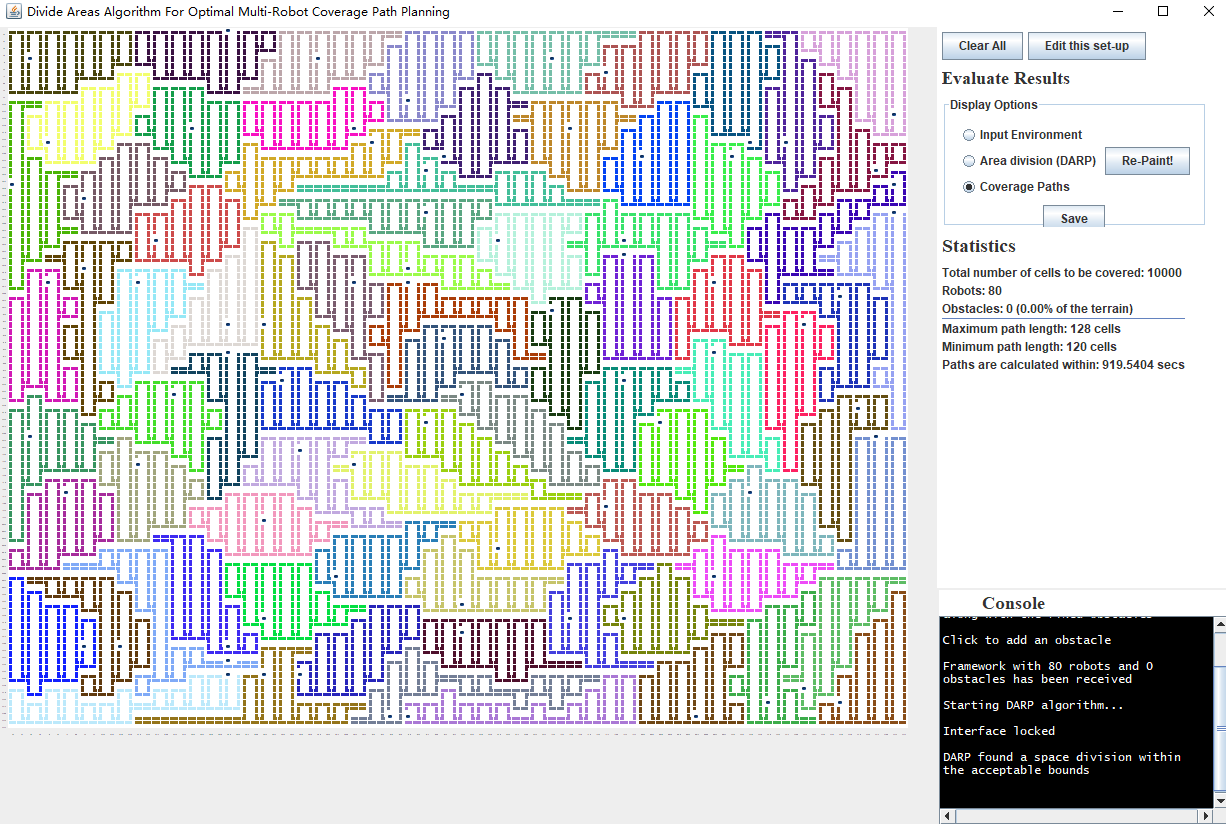 Divide Areas Algorithm For Optimal Multi-Robot Coverage Path Planning
Clear All
Edit this set-up
Evaluate Results
Display Options
Input Environment
Area division (DARP)
Re-Paint!
Coverage Paths
Save
Statistics
Total number of cells to be covered: 10000
Robots: 80
Obstacles: 0 (0.00% of the terrain)
Maximum path length: 128 cells
Minimum path length: 120 cells
Paths are calculated within: 919.5404 secs
Console
Click to add an obstacle
Framework with 80 robots and 0
obstacles has been received
Starting DARP algorithm...
Interface locked
DARP found a space division within
the acceptable bounds